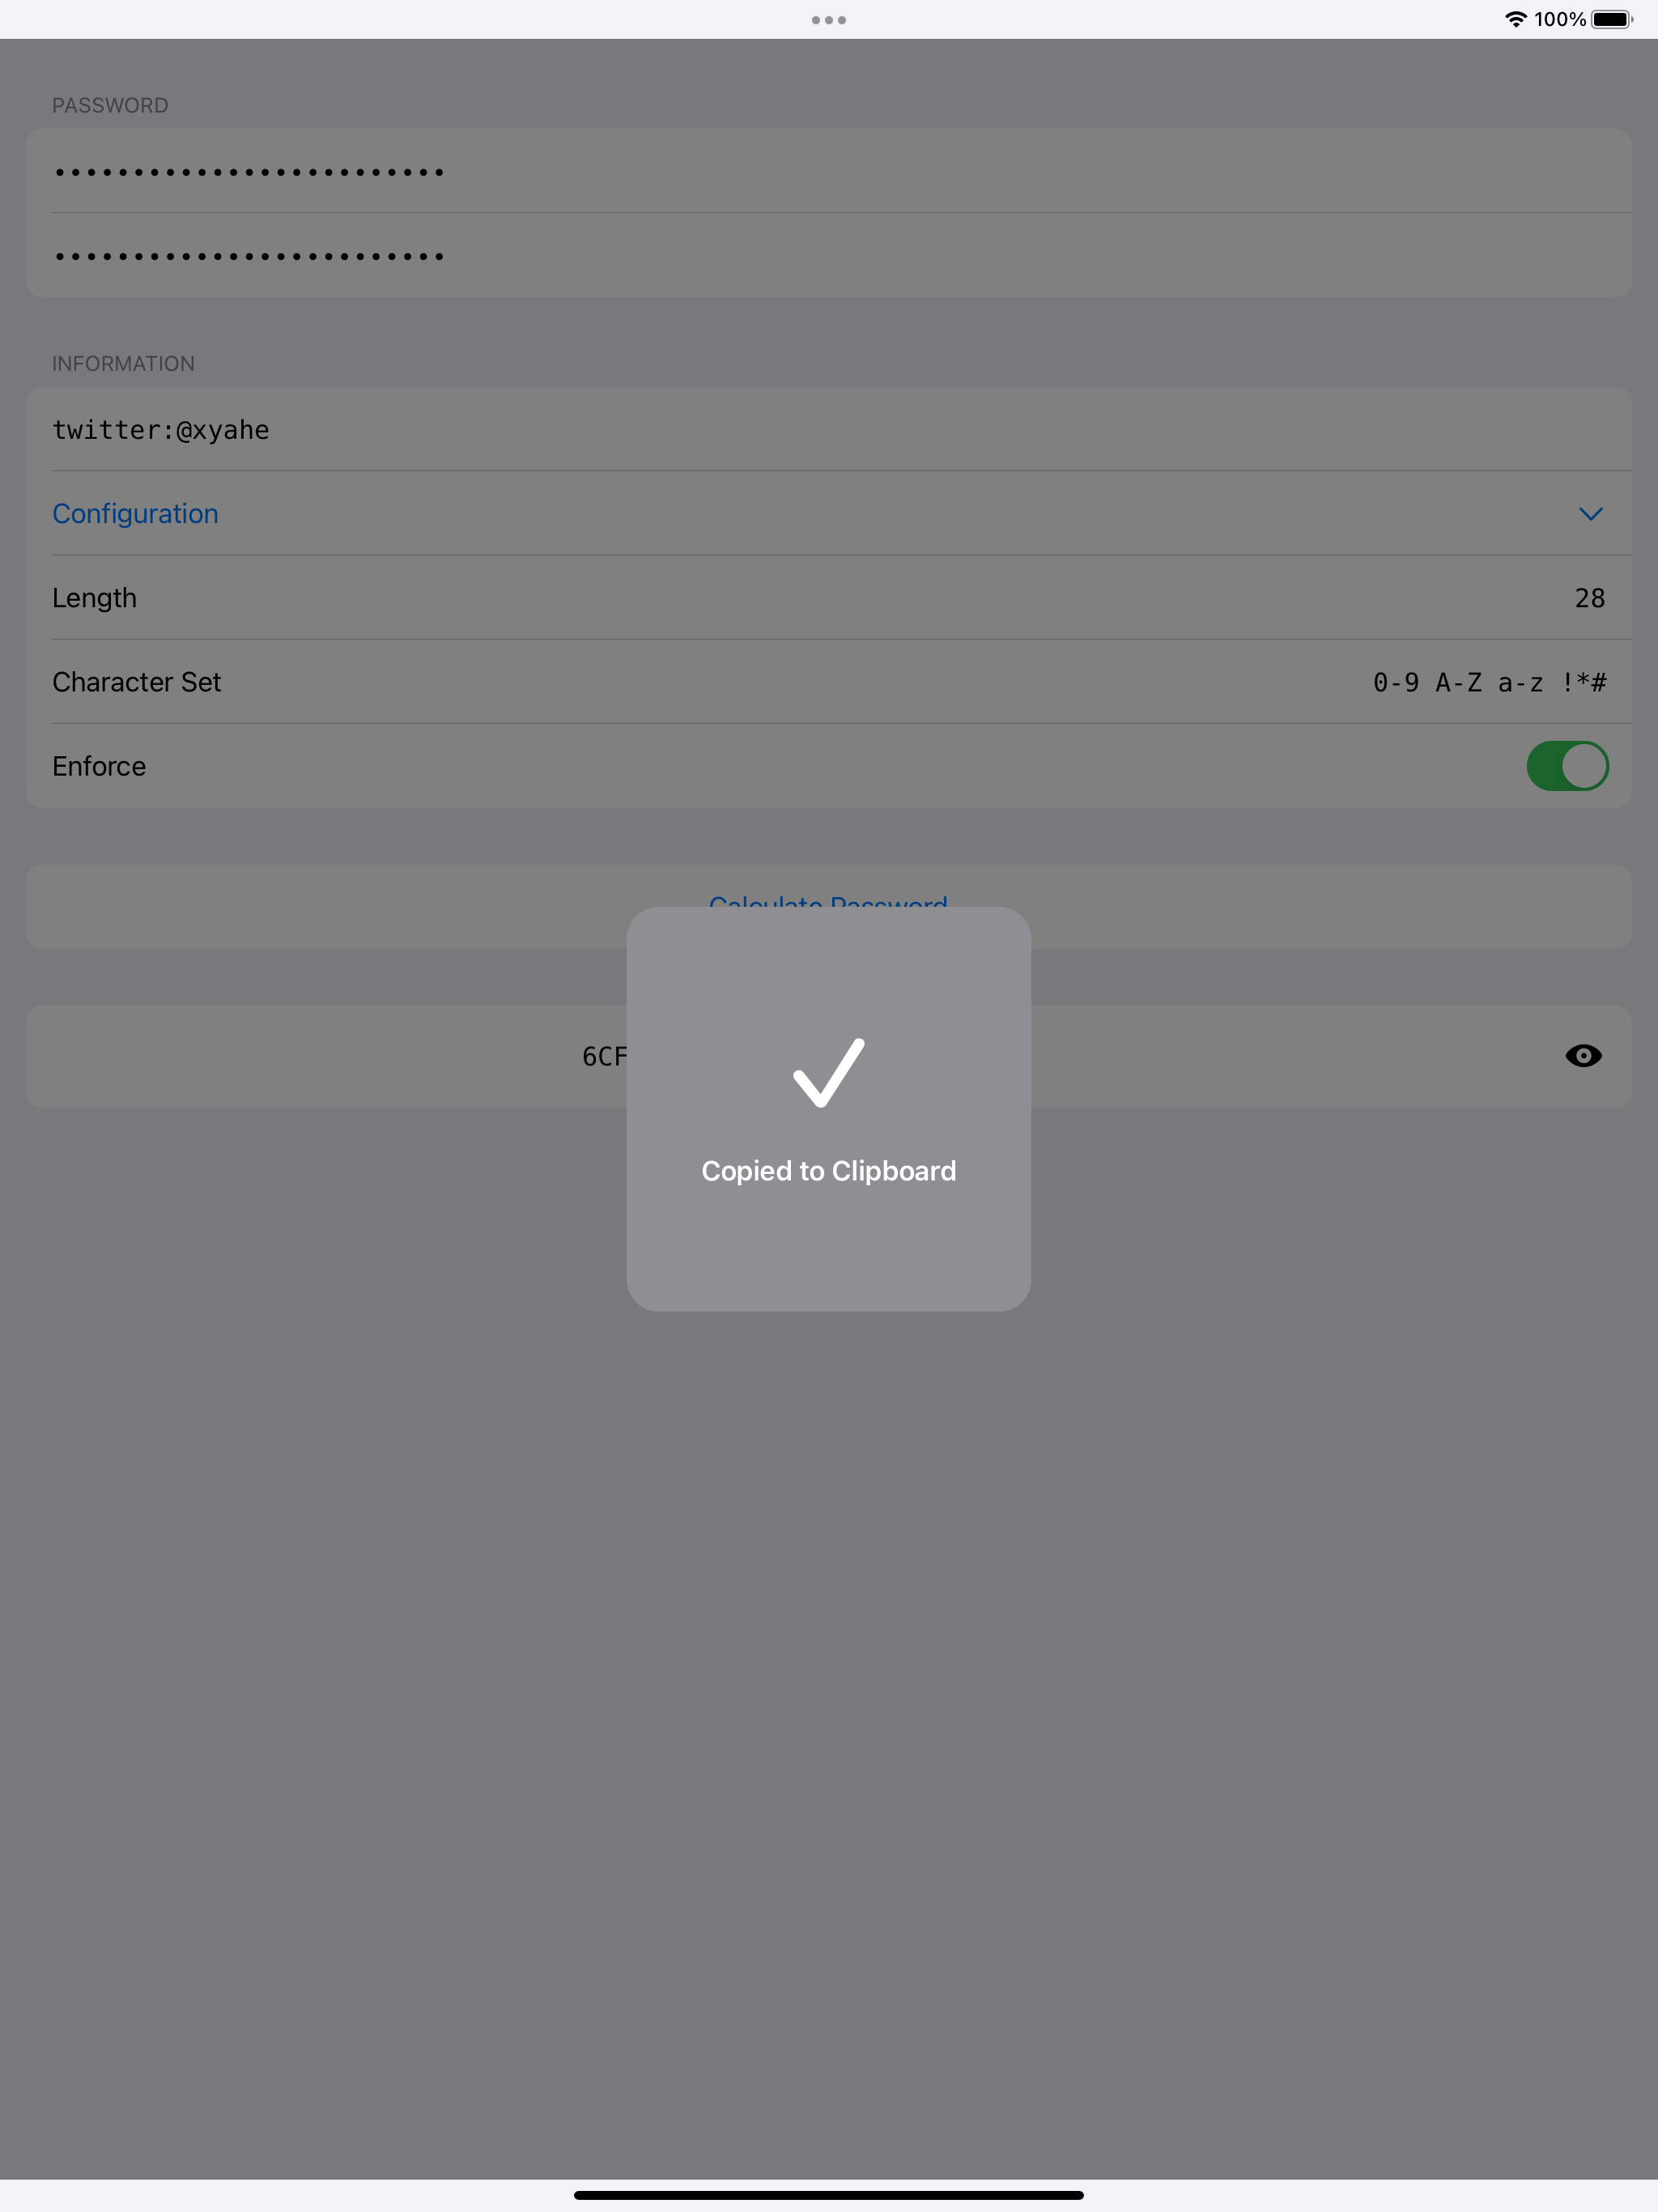 100%
PASSWORD
•••••••••••••••••••••••••
•••••••••••••••••••••••••
INFORMATION
twitter:@xyahe
Configuration
Length 28
Character Set 0-9 A-Z a-z !*#
Enforce
Calculate Password
6CF
Copied to Clipboard